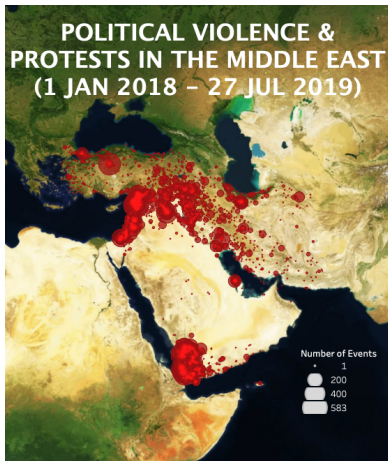 POLITICAL VIOLENCE &
PROTESTS IN THE MIDDLE EAST
(1 JAN 2018 – 27 JUL 2019)
Number of Events
1
200
400
583